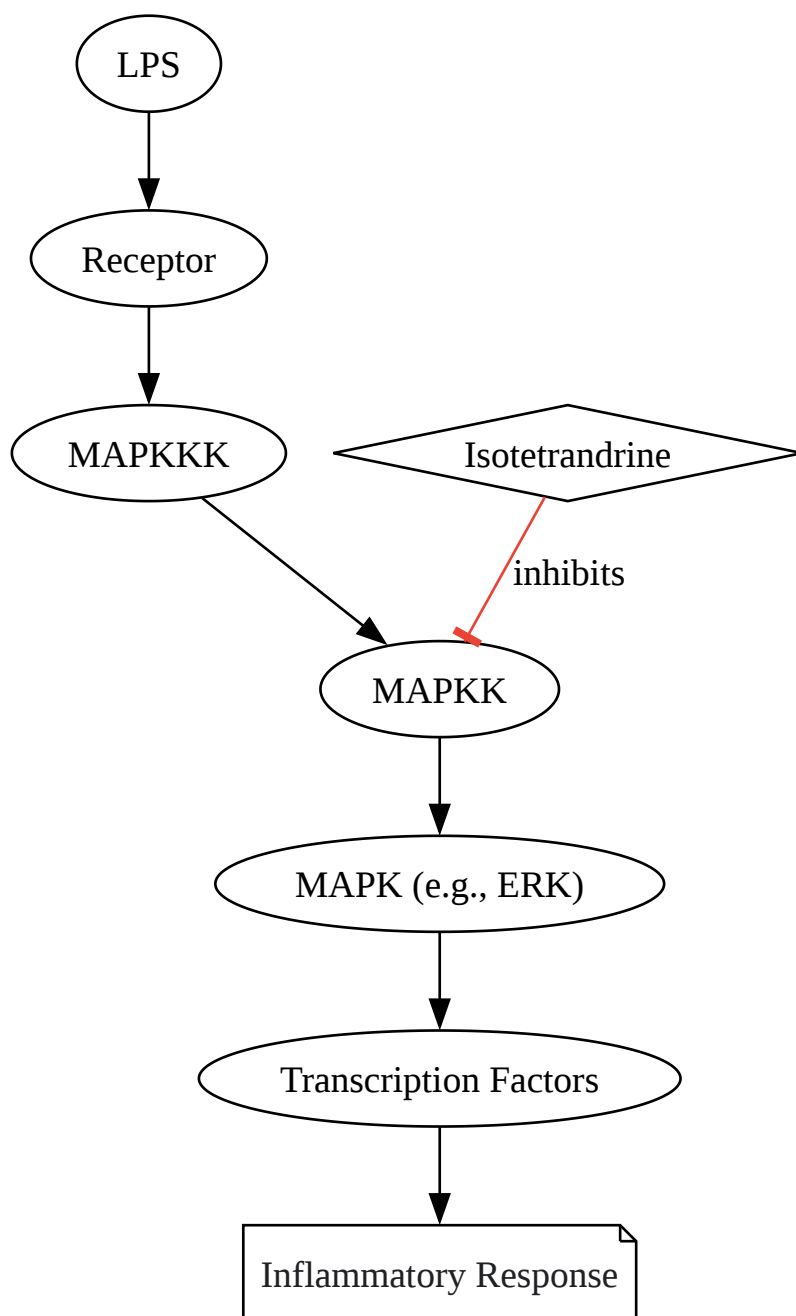 LPS
Receptor
MAPKKK
Isotetrandrine
inhibits
MAPKK
MAPK (e.g., ERK)
Transcription Factors
Inflammatory Response